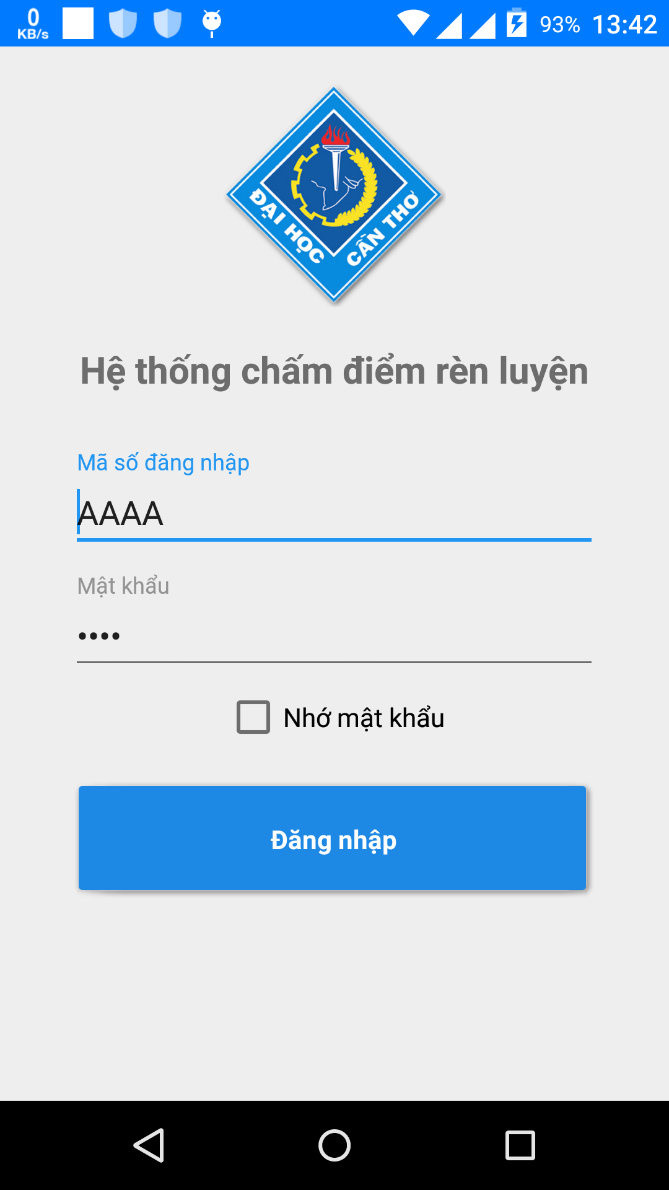 0
KB/s
93% 13:42
ĐẠI HỌC CẦN THƠ
Hệ thống chấm điểm rèn luyện
Mã số đăng nhập
AAAA
Mật khẩu
••••
Nhớ mật khẩu
Đăng nhập